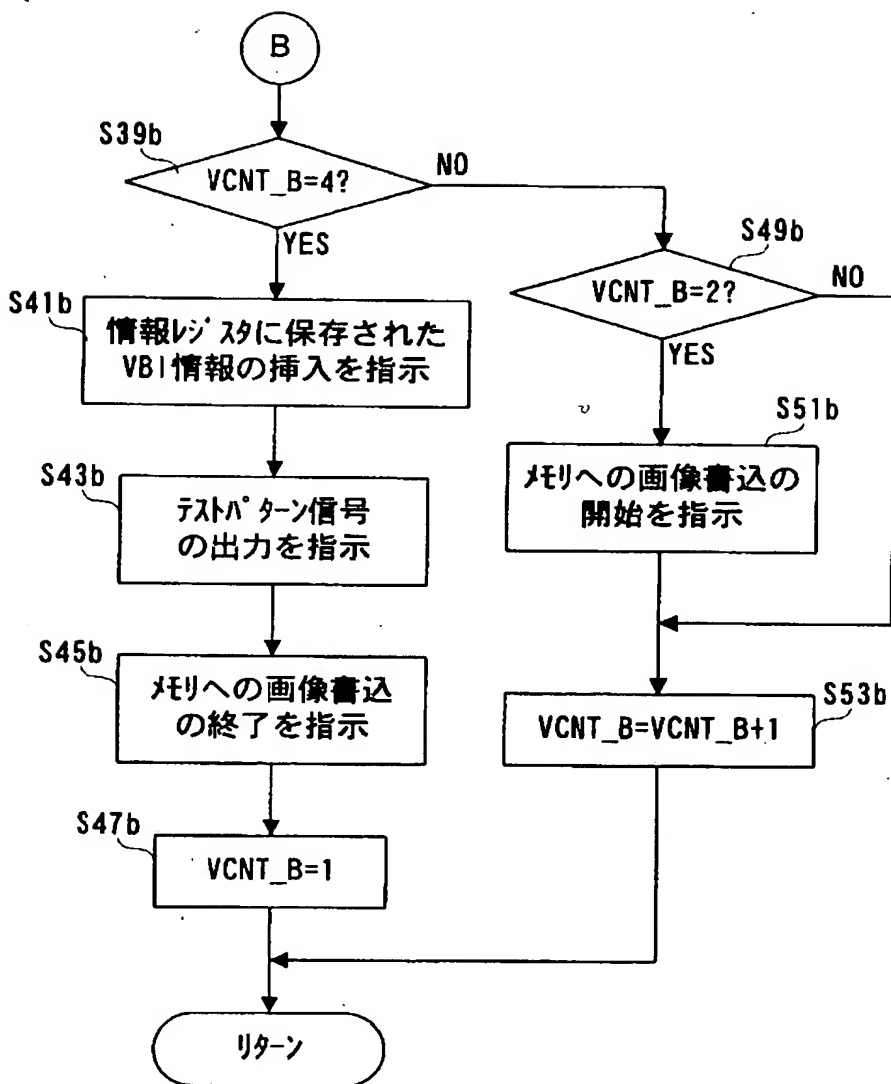 B
S39b
VCNT_B=4?
NO
YES
S49b
VCNT_B=2?
NO
YES
S41b
情報ﾚｼﾞｽﾀに保存された
VBI情報の挿入を指示
S51b
ﾒﾓﾘへの画像書込の
開始を指示
S43b
ﾃｽﾄﾊﾟﾀｰﾝ信号
の出力を指示
S45b
ﾒﾓﾘへの画像書込
の終了を指示
S53b
VCNT_B=VCNT_B+1
S47b
VCNT_B=1
ﾘﾀｰﾝ